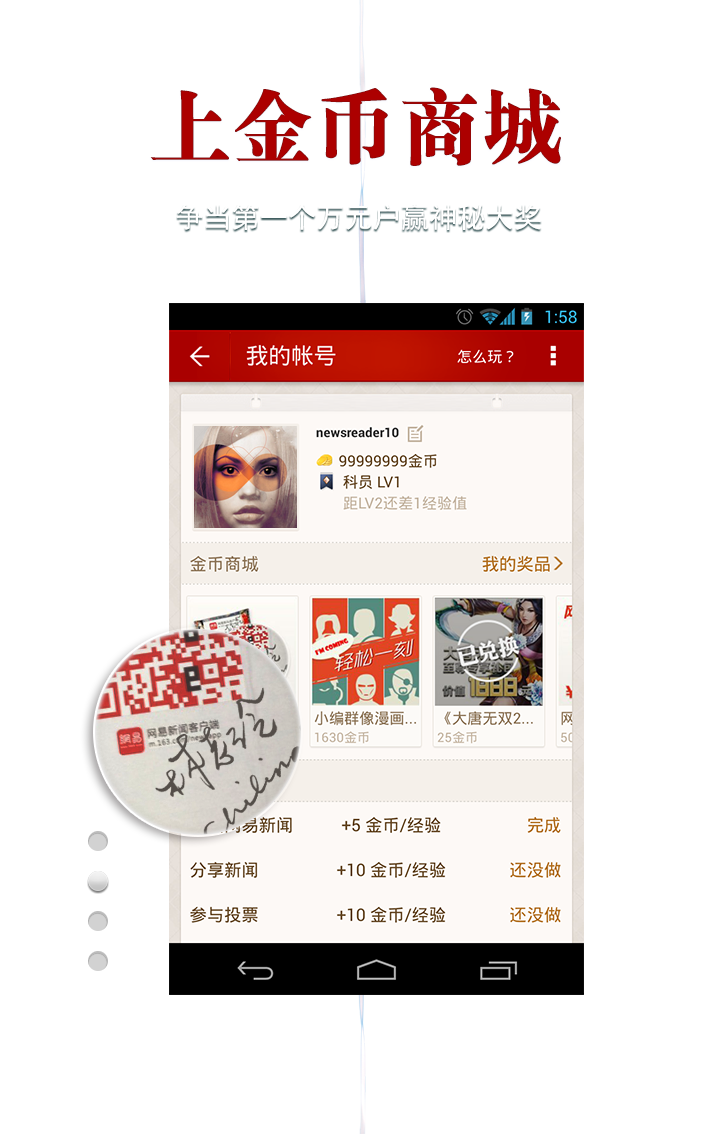 上金币商城
争当第一个万元户赢神秘大奖
1:58
我的帐号
怎么玩？
newsreader10
99999999金币
科员 LV1
距LV2还差1经验值
金币商城
我的奖品
I'M COMING
轻松一刻
已兑换
价值 1888
小编群像漫画...
1630金币
《大唐无双2...
25金币
网
50
网易
网易新闻客户端
易新闻
+5 金币/经验
完成
分享新闻
+10 金币/经验
还没做
参与投票
+10 金币/经验
还没做